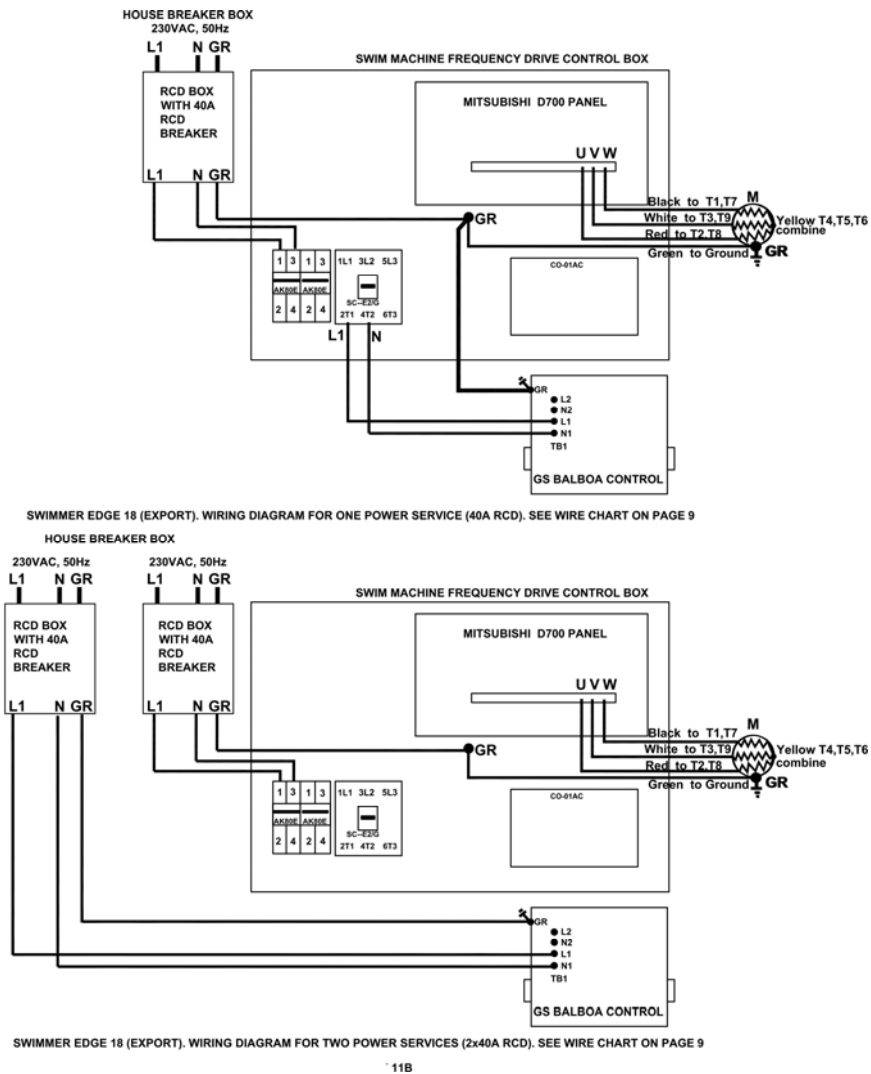 HOUSE BREAKER BOX
230VAC, 50Hz
L1 N GR
SWIM MACHINE FREQUENCY DRIVE CONTROL BOX
RCD BOX
WITH 40A
RCD
BREAKER
MITSUBISHI D700 PANEL
U V W
L1 N GR
Black to T1,T7
M
White to T3,T9
Yellow T4,T5,T6
combine
Red to T2,T8
GR
Green to Ground
GR
1 3 1 3
1L1 3L2 5L3
CO-01AC
AK80E AK80E
SC--E2/G
2 4 2 4
2T1 4T2 6T3
L1 N
GR
L2
N2
L1
N1
TB1
GS BALBOA CONTROL
SWIMMER EDGE 18 (EXPORT). WIRING DIAGRAM FOR ONE POWER SERVICE (40A RCD). SEE WIRE CHART ON PAGE 9
HOUSE BREAKER BOX
230VAC, 50Hz
230VAC, 50Hz
L1 N GR
L1 N GR
SWIM MACHINE FREQUENCY DRIVE CONTROL BOX
RCD BOX
WITH 40A
RCD
BREAKER
RCD BOX
WITH 40A
RCD
BREAKER
MITSUBISHI D700 PANEL
U V W
L1 N GR
L1 N GR
Black to T1,T7
M
White to T3,T9
Yellow T4,T5,T6
combine
Red to T2,T8
GR
Green to Ground
GR
1 3 1 3
1L1 3L2 5L3
CO-01AC
AK80E AK80E
SC--E2/G
2 4 2 4
2T1 4T2 6T3
GR
L2
N2
L1
N1
TB1
GS BALBOA CONTROL
SWIMMER EDGE 18 (EXPORT). WIRING DIAGRAM FOR TWO POWER SERVICES (2x40A RCD). SEE WIRE CHART ON PAGE 9
` 11B